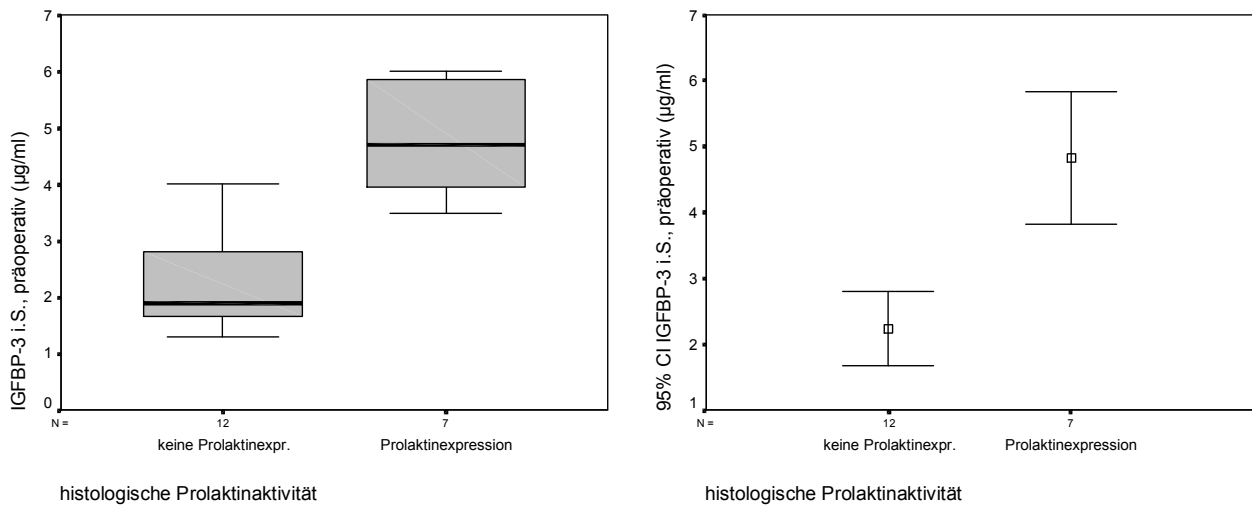 IGFBP-3 i.S., präoperativ (µg/ml)
7
6
5
4
3
2
1
0
N =
12
7
keine Prolaktinexpr.
Prolaktinexpression
histologische Prolaktinaktivität
95% CI IGFBP-3 i.S., präoperativ (µg/ml)
7
6
5
4
3
2
1
N =
12
7
keine Prolaktinexpr.
Prolaktinexpression
histologische Prolaktinaktivität